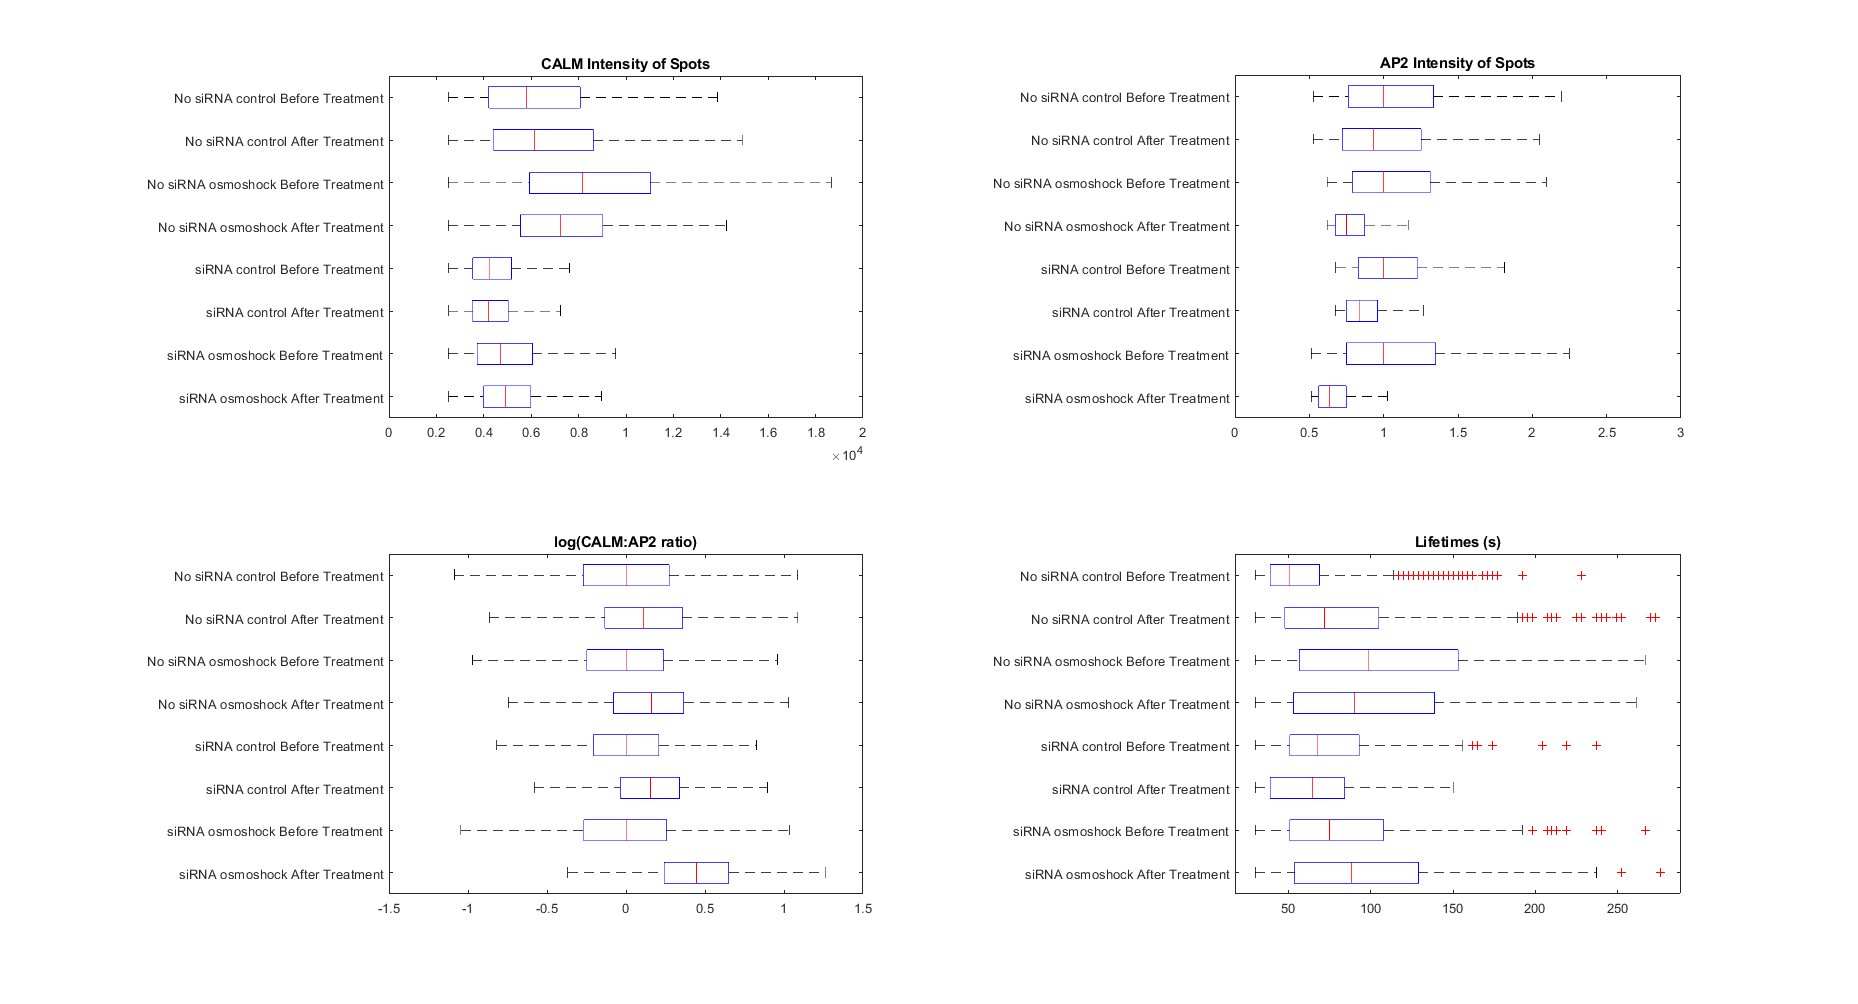 CALM Intensity of Spots
No siRNA control Before Treatment
No siRNA control After Treatment
No siRNA osmoshock Before Treatment
No siRNA osmoshock After Treatment
siRNA control Before Treatment
siRNA control After Treatment
siRNA osmoshock Before Treatment
siRNA osmoshock After Treatment
0 0.2 0.4 0.6 0.8 1 1.2 1.4 1.6 1.8 2
×10^4
AP2 Intensity of Spots
No siRNA control Before Treatment
No siRNA control After Treatment
No siRNA osmoshock Before Treatment
No siRNA osmoshock After Treatment
siRNA control Before Treatment
siRNA control After Treatment
siRNA osmoshock Before Treatment
siRNA osmoshock After Treatment
0 0.5 1 1.5 2 2.5 3
log(CALM:AP2 ratio)
No siRNA control Before Treatment
No siRNA control After Treatment
No siRNA osmoshock Before Treatment
No siRNA osmoshock After Treatment
siRNA control Before Treatment
siRNA control After Treatment
siRNA osmoshock Before Treatment
siRNA osmoshock After Treatment
-1.5 -1 -0.5 0 0.5 1 1.5
Lifetimes (s)
No siRNA control Before Treatment
No siRNA control After Treatment
No siRNA osmoshock Before Treatment
No siRNA osmoshock After Treatment
siRNA control Before Treatment
siRNA control After Treatment
siRNA osmoshock Before Treatment
siRNA osmoshock After Treatment
50 100 150 200 250